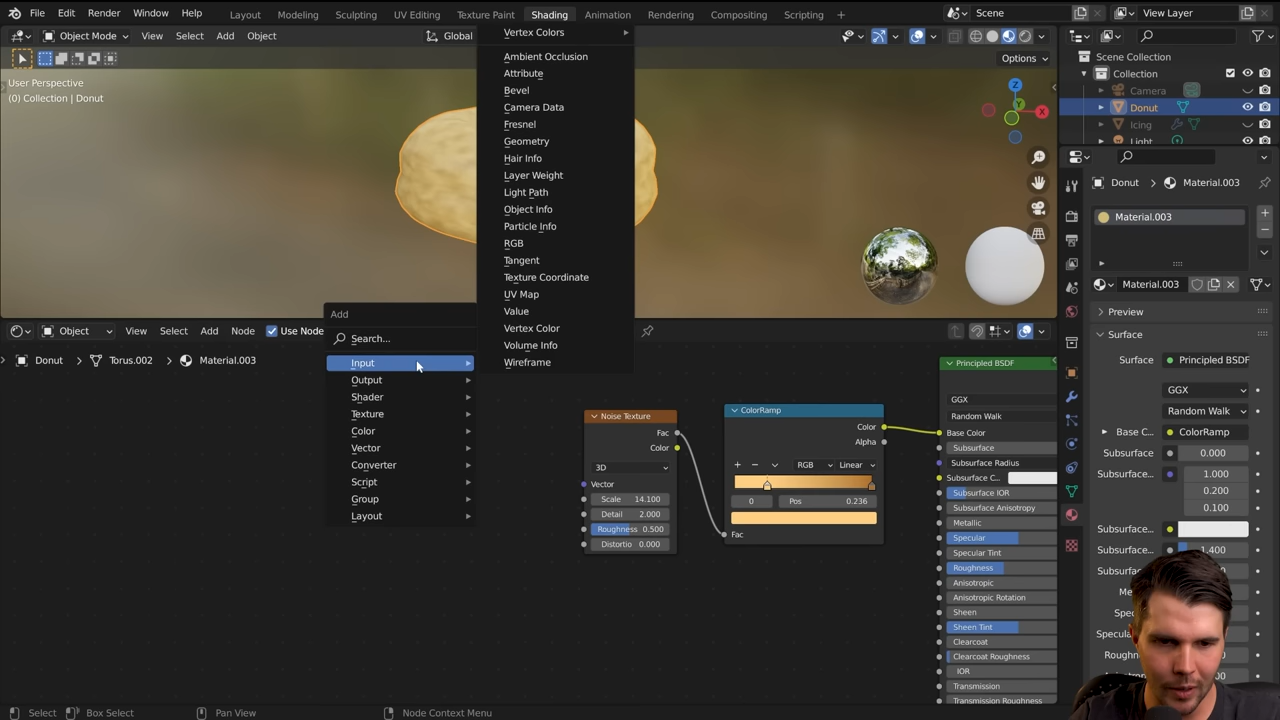 File Edit Render Window Help Layout Modeling Sculpting UV Editing Texture Paint Shading Animation Rendering Compositing Scripting + Scene View Layer
Object Mode View Select Add Object Global
Options
User Perspective
(0) Collection | Donut
Vertex Colors
Ambient Occlusion
Attribute
Bevel
Camera Data
Fresnel
Geometry
Hair Info
Layer Weight
Light Path
Object Info
Particle Info
RGB
Tangent
Texture Coordinate
UV Map
Value
Vertex Color
Volume Info
Wireframe
Scene Collection
Collection
Camera
Donut
Icing
Light
Donut Material.003
Material.003
Material.003
Preview
Surface
Surface Principled BSDF
GGX
Random Walk
Base C... ColorRamp
Subsurface: 0.000
Subsurface... 1.000
0.200
0.100
Subsurface...
Subsurface... 1.400
Object View Select Add Node Use Node
Donut Torus.002 Material.003
Add
Search...
Input
Output
Shader
Texture
Color
Vector
Converter
Script
Group
Layout
Noise Texture
Fac
Color
3D
Vector
Scale 14.100
Detail 2.000
Roughness 0.500
Distortio 0.000
ColorRamp
Color
Alpha
RGB Linear
0 Pos 0.236
Fac
Principled BSDF
GGX
Random Walk
Base Color
Subsurface
Subsurface Radius
Subsurface C...
Subsurface IOR
Subsurface Anisotropy
Metallic
Specular
Specular Tint
Roughness
Anisotropic
Anisotropic Rotation
Sheen
Sheen Tint
Clearcoat
Clearcoat Roughness
IOR
Transmission
Transmission Roughness
Select Box Select Pan View Node Context Menu